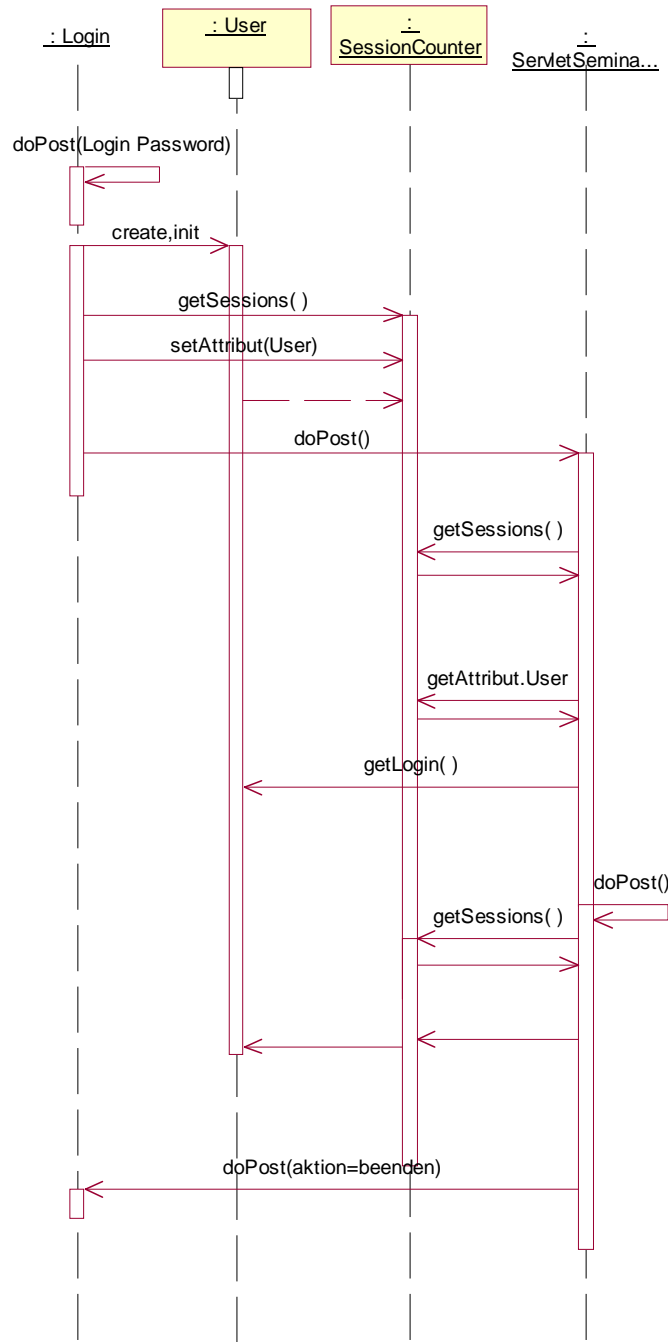 : Login
: User
:
SessionCounter
:
ServletSemina...
doPost(Login Password)
create,init
getSessions( )
setAttribut(User)
doPost()
getSessions( )
getAttribut.User
getLogin( )
doPost()
getSessions( )
doPost(aktion=beenden)